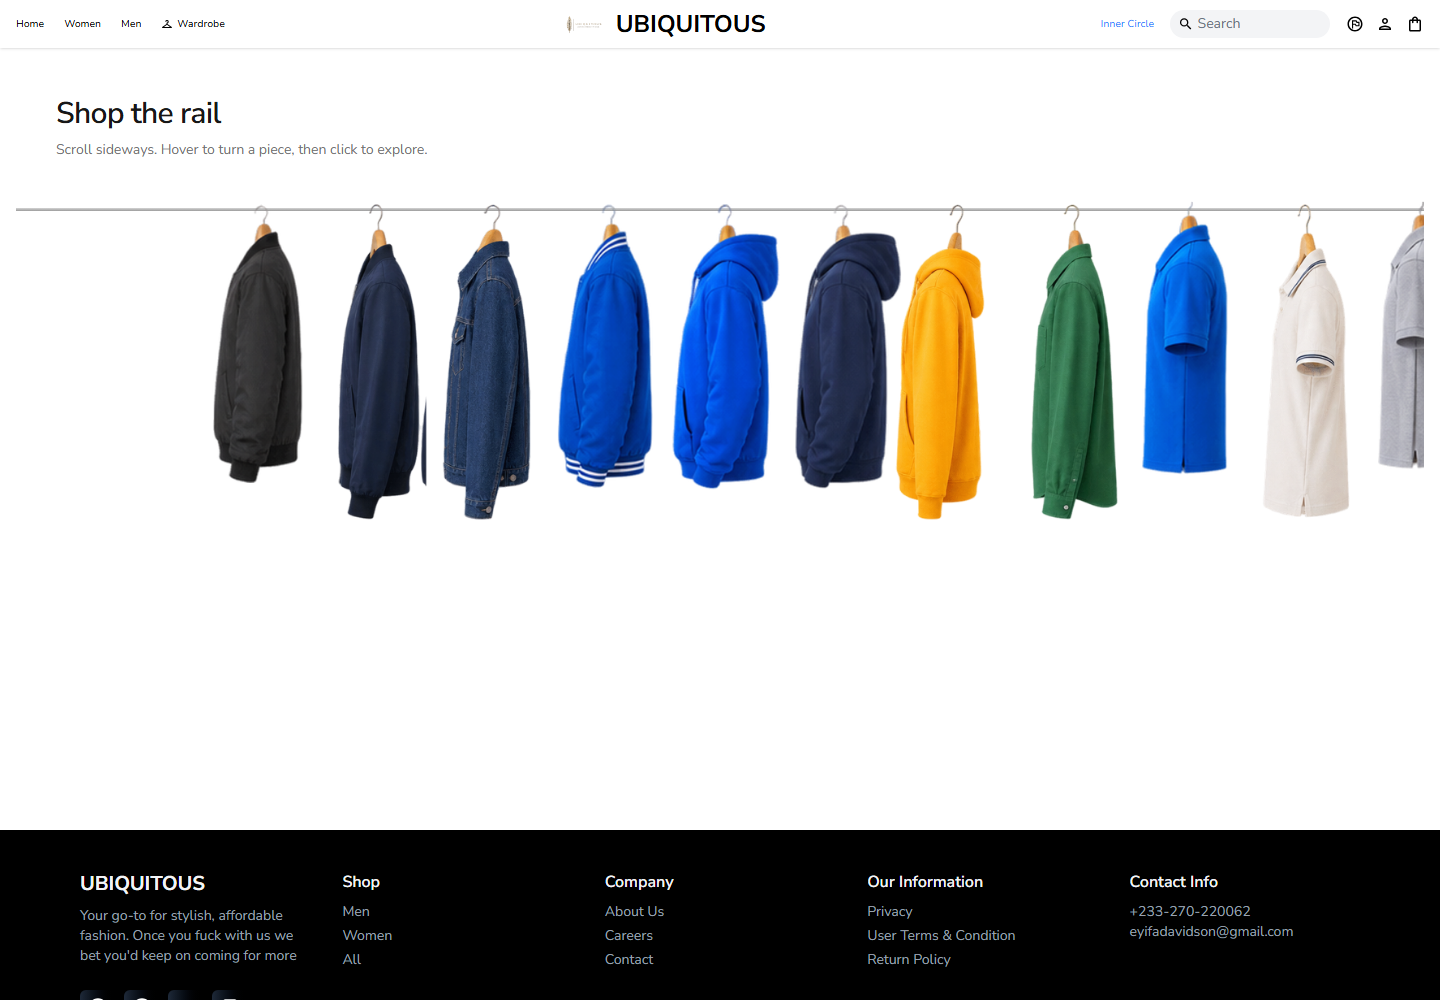 Home
Women
Men
Wardrobe
UBIQUITOUS
Inner Circle
Search
Shop the rail
Scroll sideways. Hover to turn a piece, then click to explore.
UBIQUITOUS
Your go-to for stylish, affordable
fashion. Once you fuck with us we
bet you'd keep on coming for more
Shop
Men
Women
All
Company
About Us
Careers
Contact
Our Information
Privacy
User Terms & Condition
Return Policy
Contact Info
+233-270-220062
eyifadavidson@gmail.com